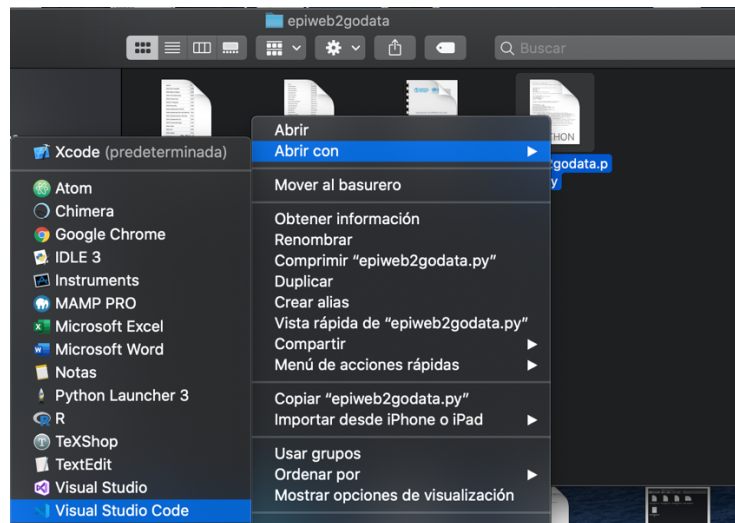 epiweb2godata
Buscar
HON
2godata.p
y
Abrir
Abrir con
Mover al basurero
Obtener información
Renombrar
Comprimir “epiweb2godata.py”
Duplicar
Crear alias
Vista rápida de “epiweb2godata.py”
Compartir
Menú de acciones rápidas
Copiar “epiweb2godata.py”
Importar desde iPhone o iPad
Usar grupos
Ordenar por
Mostrar opciones de visualización
Xcode (predeterminada)
Atom
Chimera
Google Chrome
IDLE 3
Instruments
MAMP PRO
Microsoft Excel
Microsoft Word
Notas
Python Launcher 3
R
TeXShop
TextEdit
Visual Studio
Visual Studio Code